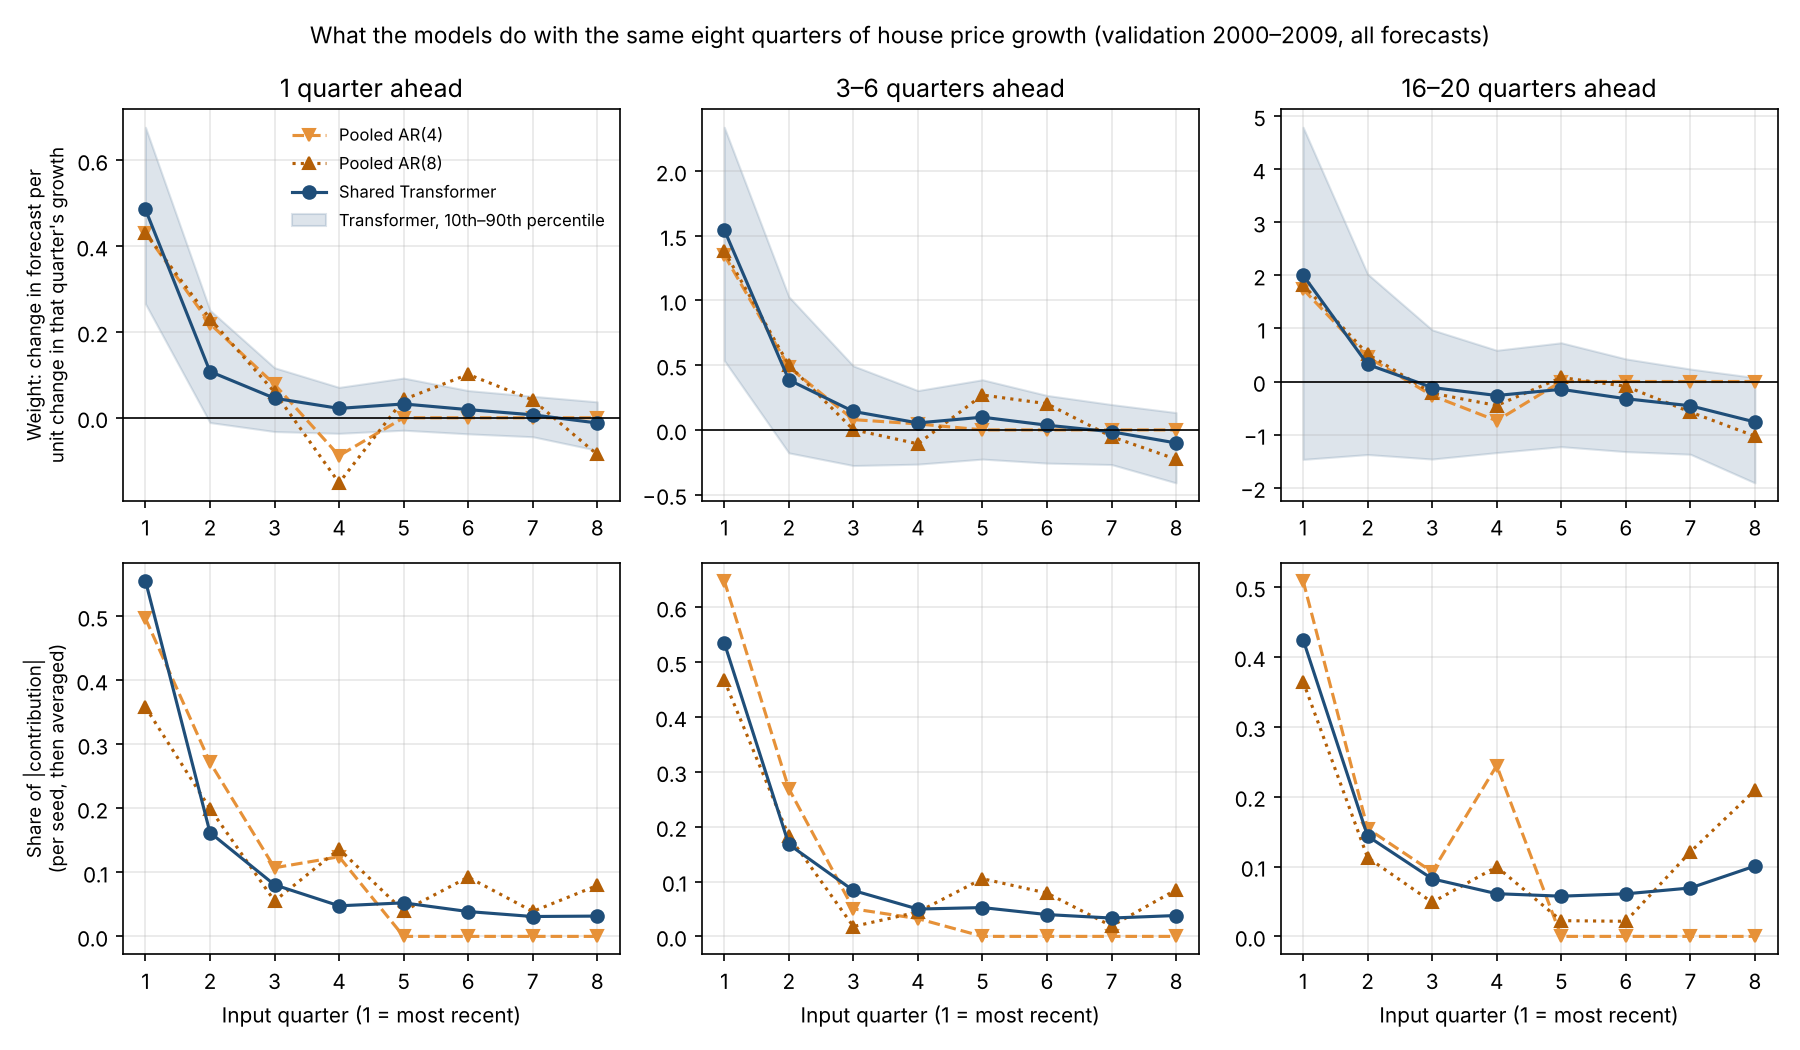 What the models do with the same eight quarters of house price growth (validation 2000–2009, all forecasts)
1 quarter ahead
Weight: change in forecast per
unit change in that quarter's growth
0.6
0.4
0.2
0.0
Pooled AR(4)
Pooled AR(8)
Shared Transformer
Transformer, 10th–90th percentile
1 2 3 4 5 6 7 8
3–6 quarters ahead
2.0
1.5
1.0
0.5
0.0
−0.5
1 2 3 4 5 6 7 8
16–20 quarters ahead
5
4
3
2
1
0
−1
−2
1 2 3 4 5 6 7 8
Share of |contribution|
(per seed, then averaged)
0.5
0.4
0.3
0.2
0.1
0.0
1 2 3 4 5 6 7 8
Input quarter (1 = most recent)
0.6
0.5
0.4
0.3
0.2
0.1
0.0
1 2 3 4 5 6 7 8
Input quarter (1 = most recent)
0.5
0.4
0.3
0.2
0.1
0.0
1 2 3 4 5 6 7 8
Input quarter (1 = most recent)